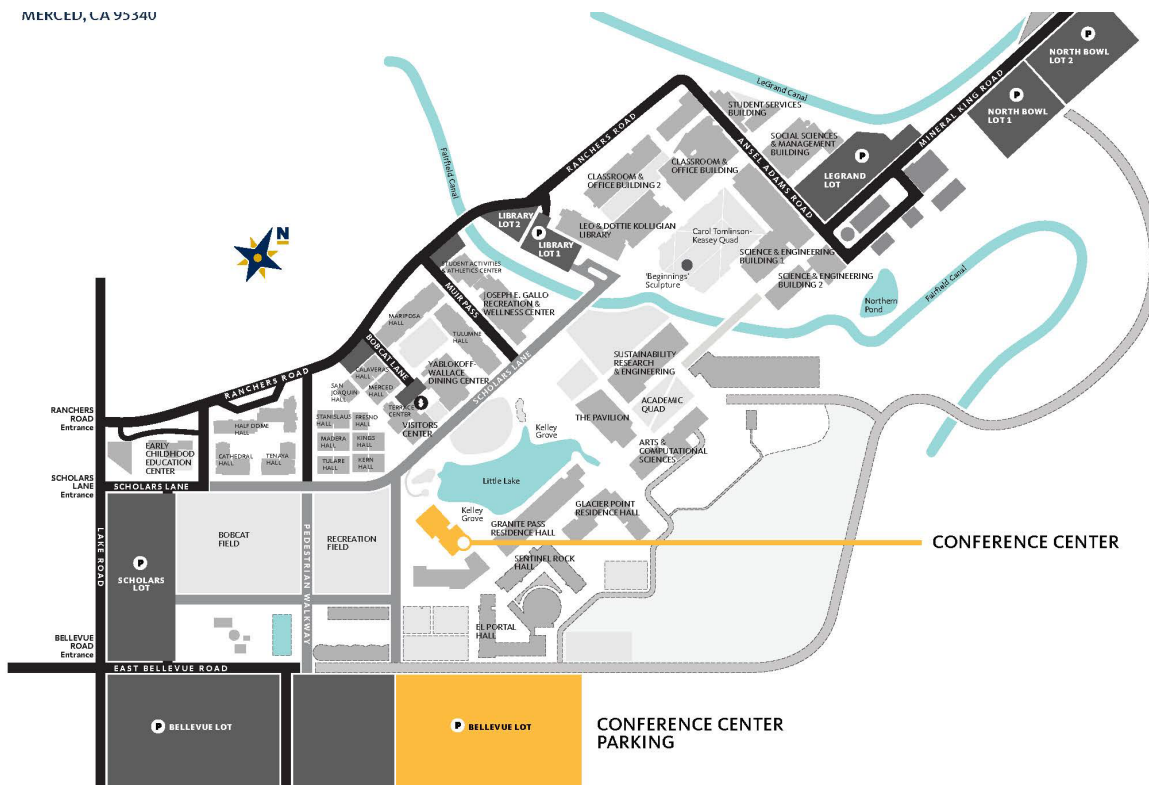 MERCED, CA 95340
P
NORTH BOWL
LOT 2
P
NORTH BOWL
LOT 1
MINERAL KING ROAD
LeGrand Canal
STUDENT SERVICES
BUILDING
SOCIAL SCIENCES
& MANAGEMENT
BUILDING
P
LEGRAND
LOT
ANSEL ADAMS ROAD
RANCHERS ROAD
CLASSROOM &
OFFICE BUILDING
CLASSROOM &
OFFICE BUILDING 2
Fairfield Canal
LIBRARY
LOT 2
P
LIBRARY
LOT 1
LEO & DOTTIE KOLLIGIAN
LIBRARY
Carol Tomlinson-
Keasey Quad
'Beginnings'
Sculpture
SCIENCE & ENGINEERING
BUILDING 1
SCIENCE & ENGINEERING
BUILDING 2
Northern
Pond
Fairfield Canal
N
STUDENT ACTIVITIES
& ATHLETICS CENTER
MUIR PASS
JOSEPH E. GALLO
RECREATION &
WELLNESS CENTER
MARIPOSA
HALL
TULUMNE
HALL
BOBCAT LANE
YABLOKOFF-
WALLACE
DINING CENTER
SCHOLARS LANE
CALAVERAS
HALL
SAN
JOAQUIN
HALL
MERCED
HALL
TERRACE
CENTER
VISITORS
CENTER
SUSTAINABILITY
RESEARCH
& ENGINEERING
ACADEMIC
QUAD
THE PAVILION
ARTS &
COMPUTATIONAL
SCIENCES
RANCHERS ROAD
RANCHERS
ROAD
Entrance
HALF DOME
HALL
STANISLAUS
HALL
FRESNO
HALL
MADERA
HALL
KINGS
HALL
TULARE
HALL
KERN
HALL
EARLY
CHILDHOOD
EDUCATION
CENTER
CATHEDRAL
HALL
TENAYA
HALL
Kelley
Grove
Little Lake
SCHOLARS
LANE
Entrance
SCHOLARS LANE
Kelley
Grove
GRANITE PASS
RESIDENCE HALL
GLACIER POINT
RESIDENCE HALL
LAKE ROAD
P
SCHOLARS
LOT
BOBCAT
FIELD
PEDESTRIAN WALKWAY
RECREATION
FIELD
CONFERENCE CENTER
SENTINEL ROCK
HALL
EL PORTAL
HALL
BELLEVUE
ROAD
Entrance
EAST BELLEVUE ROAD
P BELLEVUE LOT
P BELLEVUE LOT
CONFERENCE CENTER
PARKING